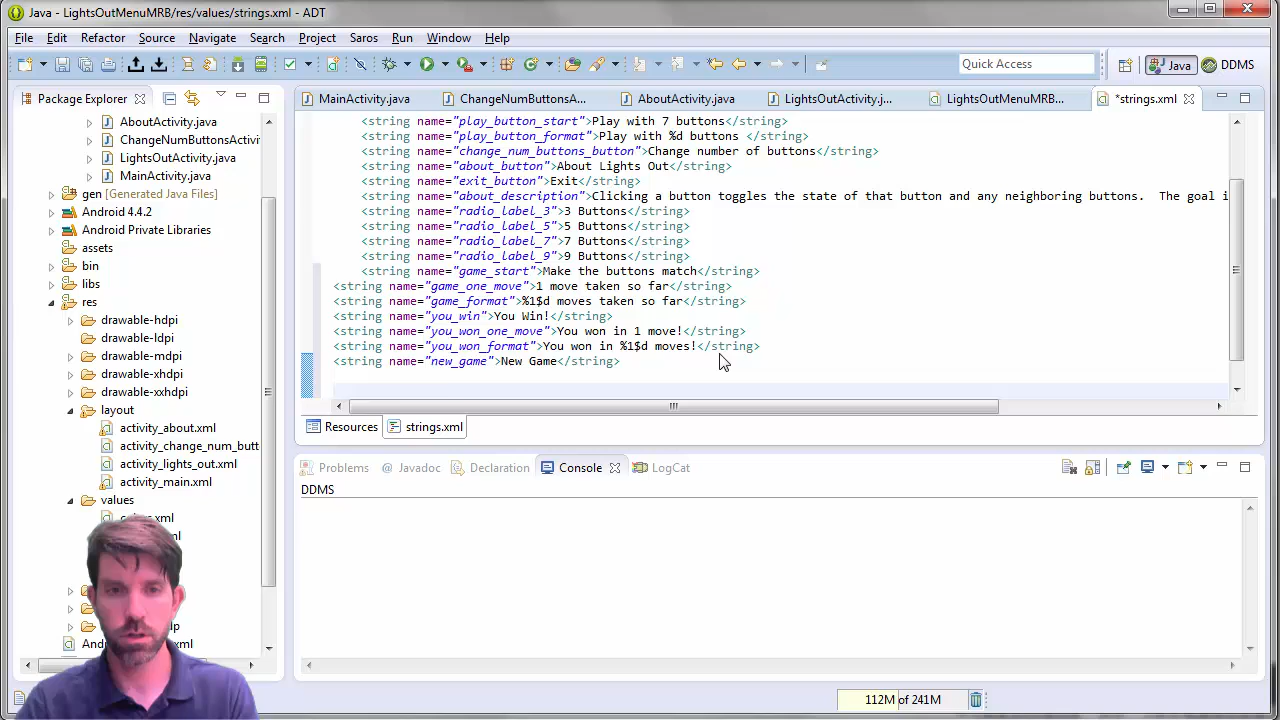 Java - LightsOutMenuMRB/res/values/strings.xml - ADT
File Edit Refactor Source Navigate Search Project Saros Run Window Help
Quick Access Java DDMS
Package Explorer
AboutActivity.java
ChangeNumButtonsActivi
LightsOutActivity.java
MainActivity.java
gen [Generated Java Files]
Android 4.4.2
Android Private Libraries
assets
bin
libs
res
drawable-hdpi
drawable-ldpi
drawable-mdpi
drawable-xhdpi
drawable-xxhdpi
layout
activity_about.xml
activity_change_num_butt
activity_lights_out.xml
activity_main.xml
values
MainActivity.java ChangeNumButtonsA... AboutActivity.java LightsOutActivity.j... LightsOutMenuMRB... *strings.xml
<string name="play_button_start">Play with 7 buttons</string>
<string name="play_button_format">Play with %d buttons </string>
<string name="change_num_buttons_button">Change number of buttons</string>
<string name="about_button">About Lights Out</string>
<string name="exit_button">Exit</string>
<string name="about_description">Clicking a button toggles the state of that button and any neighboring buttons.  The goal i
<string name="radio_label_3">3 Buttons</string>
<string name="radio_label_5">5 Buttons</string>
<string name="radio_label_7">7 Buttons</string>
<string name="radio_label_9">9 Buttons</string>
<string name="game_start">Make the buttons match</string>
<string name="game_one_move">1 move taken so far</string>
<string name="game_format">%1$d moves taken so far</string>
<string name="you_win">You Win!</string>
<string name="you_won_one_move">You won in 1 move!</string>
<string name="you_won_format">You won in %1$d moves!</string>
<string name="new_game">New Game</string>
Resources strings.xml
Problems Javadoc Declaration Console LogCat
DDMS
112M of 241M